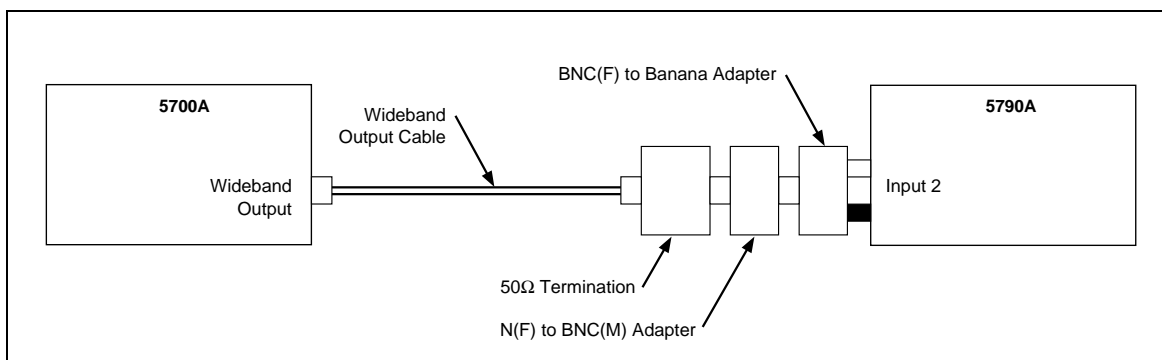 BNC(F) to Banana Adapter
5700A
Wideband
Output Cable
5790A
Wideband
Output
Input 2
50Ω Termination
N(F) to BNC(M) Adapter